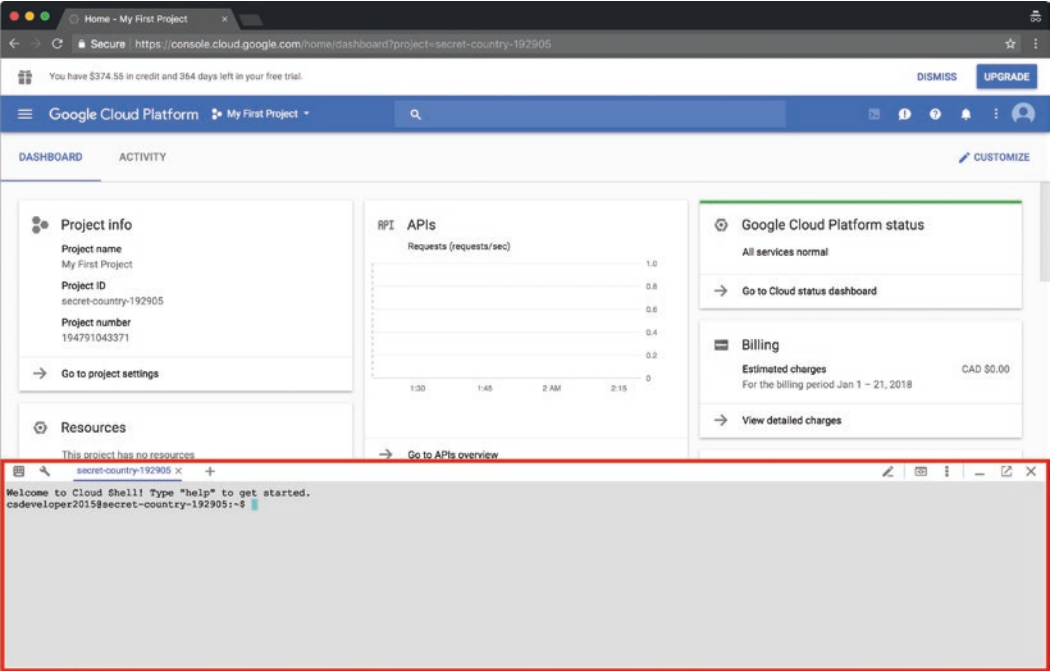 Home - My First Project
Secure https://console.cloud.google.com/home/dashboard?project=secret-country-192905
You have $374.55 in credit and 364 days left in your free trial.
DISMISS
UPGRADE
Google Cloud Platform
My First Project
DASHBOARD
ACTIVITY
CUSTOMIZE
Project info
Project name
My First Project
Project ID
secret-country-192905
Project number
194791043371
Go to project settings
Resources
This project has no resources
API APIs
Requests (requests/sec)
1.0
0.8
0.6
0.4
0.2
0
1:30 1:45 2 AM 2:15
Go to APIs overview
Google Cloud Platform status
All services normal
Go to Cloud status dashboard
Billing
Estimated charges CAD $0.00
For the billing period Jan 1 – 21, 2018
View detailed charges
secret-country-192905
Welcome to Cloud Shell! Type "help" to get started.
csdeveloper2015@secret-country-192905:~$